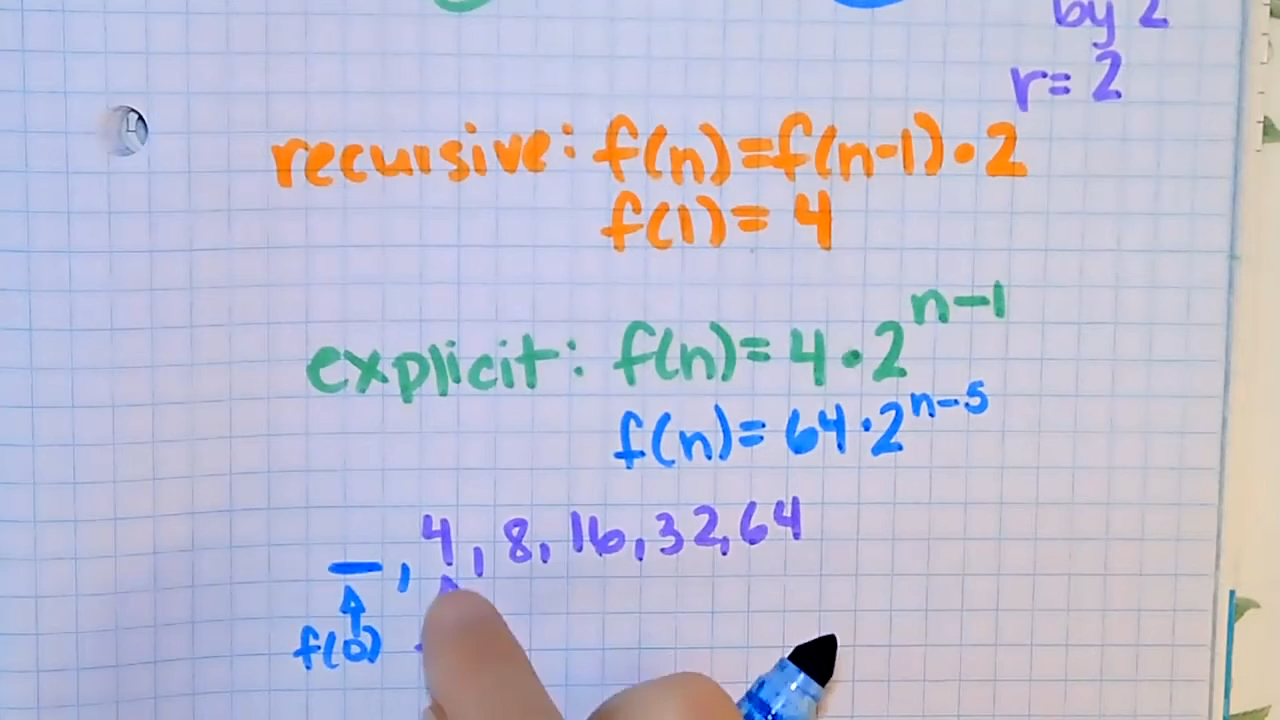 by 2
r = 2
recursive: f(n)=f(n-1)·2
f(1)= 4
explicit: f(n)= 4·2^{n-1}
f(n)= 64·2^{n-5}
_, 4, 8, 16, 32, 64
f(0)